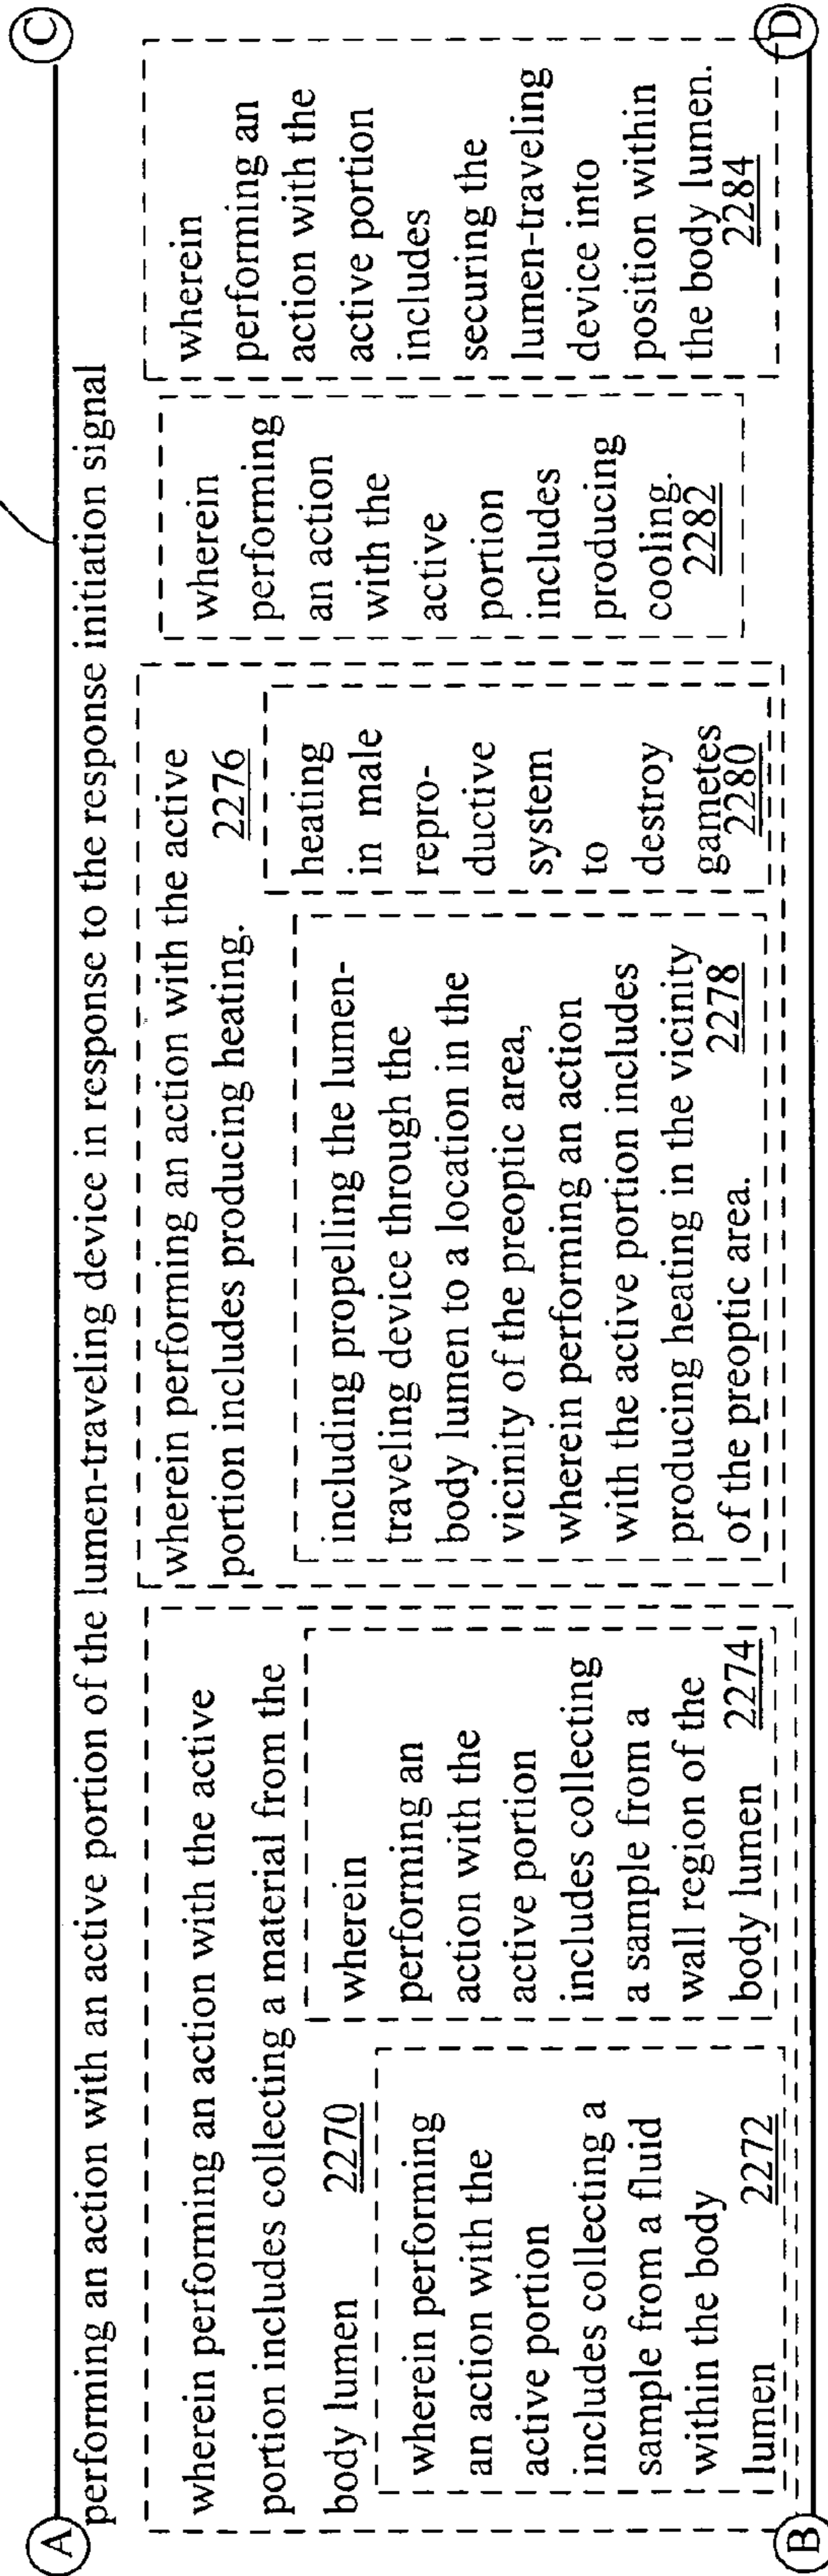 A
C
performing an action with an active portion of the lumen-traveling device in response to the response initiation signal
wherein performing an action with the active
portion includes collecting a material from the
body lumen 2270
wherein performing
an action with the
active portion
includes collecting a
sample from a fluid
within the body
lumen 2272
wherein
performing an
action with the
active portion
includes collecting
a sample from a
wall region of the
body lumen 2274
wherein performing an action with the active
portion includes producing heating. 2276
including propelling the lumen-
traveling device through the
body lumen to a location in the
vicinity of the preoptic area,
wherein performing an action
with the active portion includes
producing heating in the vicinity
of the preoptic area. 2278
heating
in male
repro-
ductive
system
to
destroy
gametes
2280
wherein
performing
an action
with the
active
portion
includes
producing
cooling.
2282
wherein
performing an
action with the
active portion
includes
securing the
lumen-traveling
device into
position within
the body lumen.
2284
B
D